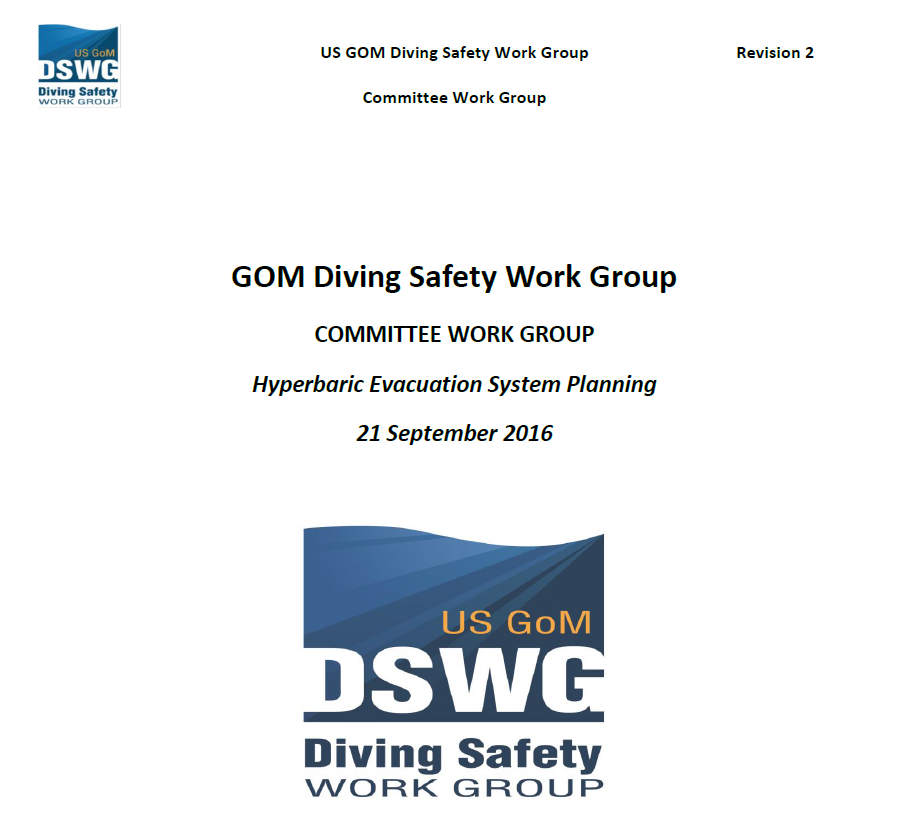 US GoM
DSWG
Diving Safety
WORK GROUP
US GOM Diving Safety Work Group
Revision 2
Committee Work Group
GOM Diving Safety Work Group
COMMITTEE WORK GROUP
Hyperbaric Evacuation System Planning
21 September 2016
US GoM
DSWG
Diving Safety
WORK GROUP